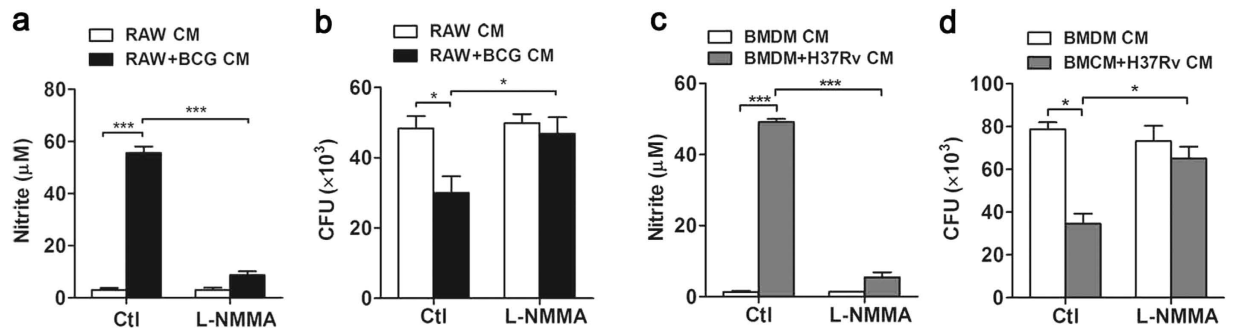 a
RAW CM
RAW+BCG CM
80
60
40
20
0
Nitrite (μM)
***
***
Ctl
L-NMMA
b
RAW CM
RAW+BCG CM
60
40
20
0
CFU (×10³)
*
*
Ctl
L-NMMA
c
BMDM CM
BMDM+H37Rv CM
60
40
20
0
Nitrite (μM)
***
***
Ctl
L-NMMA
d
BMDM CM
BMCM+H37Rv CM
100
80
60
40
20
0
CFU (×10³)
*
*
Ctl
L-NMMA